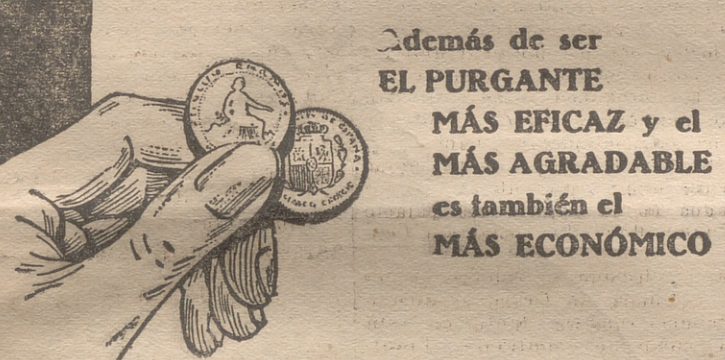 Además de ser
EL PURGANTE
MÁS EFICAZ y el
MÁS AGRADABLE
es también el
MÁS ECONÓMICO